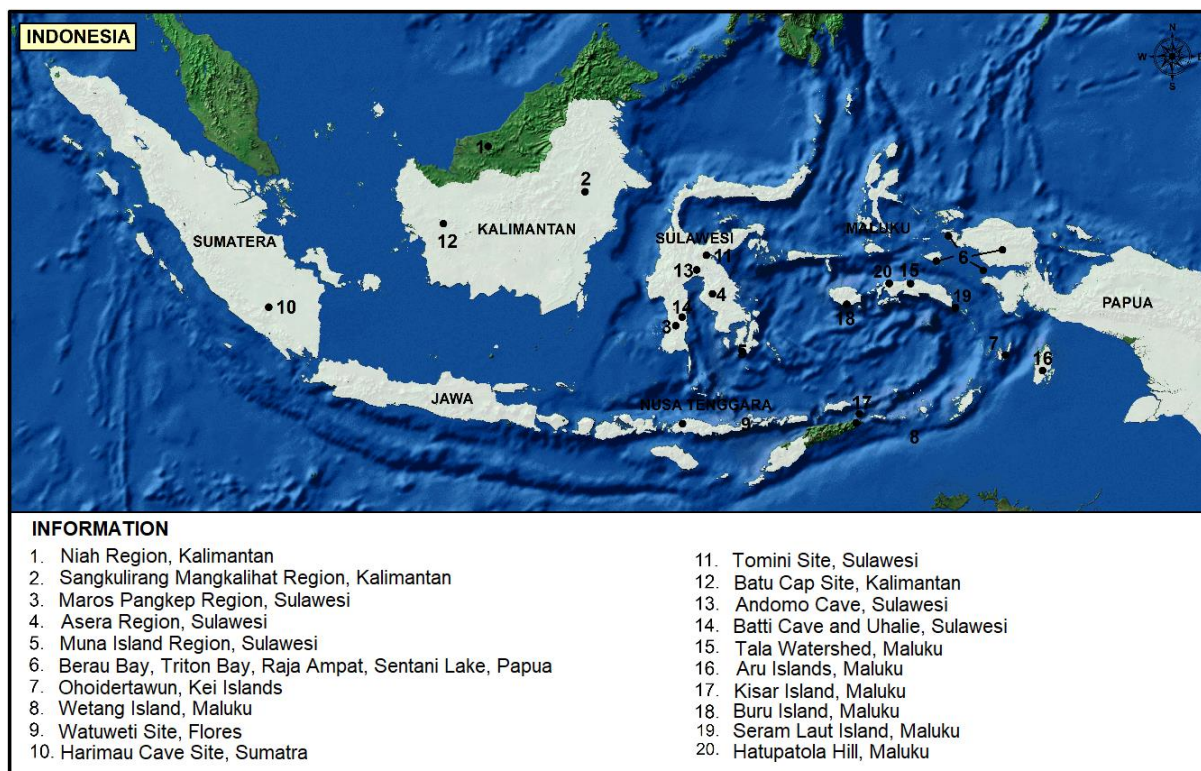 INDONESIA
N
W
E
S
1
2
KALIMANTAN
12
SUMATERA
SULAWESI
MALUKU
11
6
13
20
15
4
PAPUA
10
14
18
19
3
5
7
16
JAWA
NUSA TENGGARA
17
9
8
INFORMATION
1. Niah Region, Kalimantan
2. Sangkulirang Mangkalihat Region, Kalimantan
3. Maros Pangkep Region, Sulawesi
4. Asera Region, Sulawesi
5. Muna Island Region, Sulawesi
6. Berau Bay, Triton Bay, Raja Ampat, Sentani Lake, Papua
7. Ohoidertawun, Kei Islands
8. Wetang Island, Maluku
9. Watuweti Site, Flores
10. Harimau Cave Site, Sumatra
11. Tomini Site, Sulawesi
12. Batu Cap Site, Kalimantan
13. Andomo Cave, Sulawesi
14. Batti Cave and Uhalie, Sulawesi
15. Tala Watershed, Maluku
16. Aru Islands, Maluku
17. Kisar Island, Maluku
18. Buru Island, Maluku
19. Seram Laut Island, Maluku
20. Hatupatola Hill, Maluku